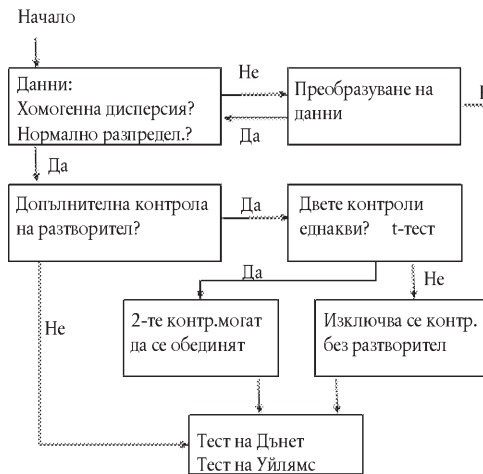 Начало
Не
Данни:
Хомогенна дисперсия?
Нормално разпредел.?
Преобразуване на
данни
Да
Да
Допълнителна контрола
на разтворител?
Да
Двете контроли
еднакви? t-тест
Да
Не
Не
2-те контр.могат
да се обединят
Изключва се контр.
без разтворител
Тест на Дънет
Тест на Уйлямс